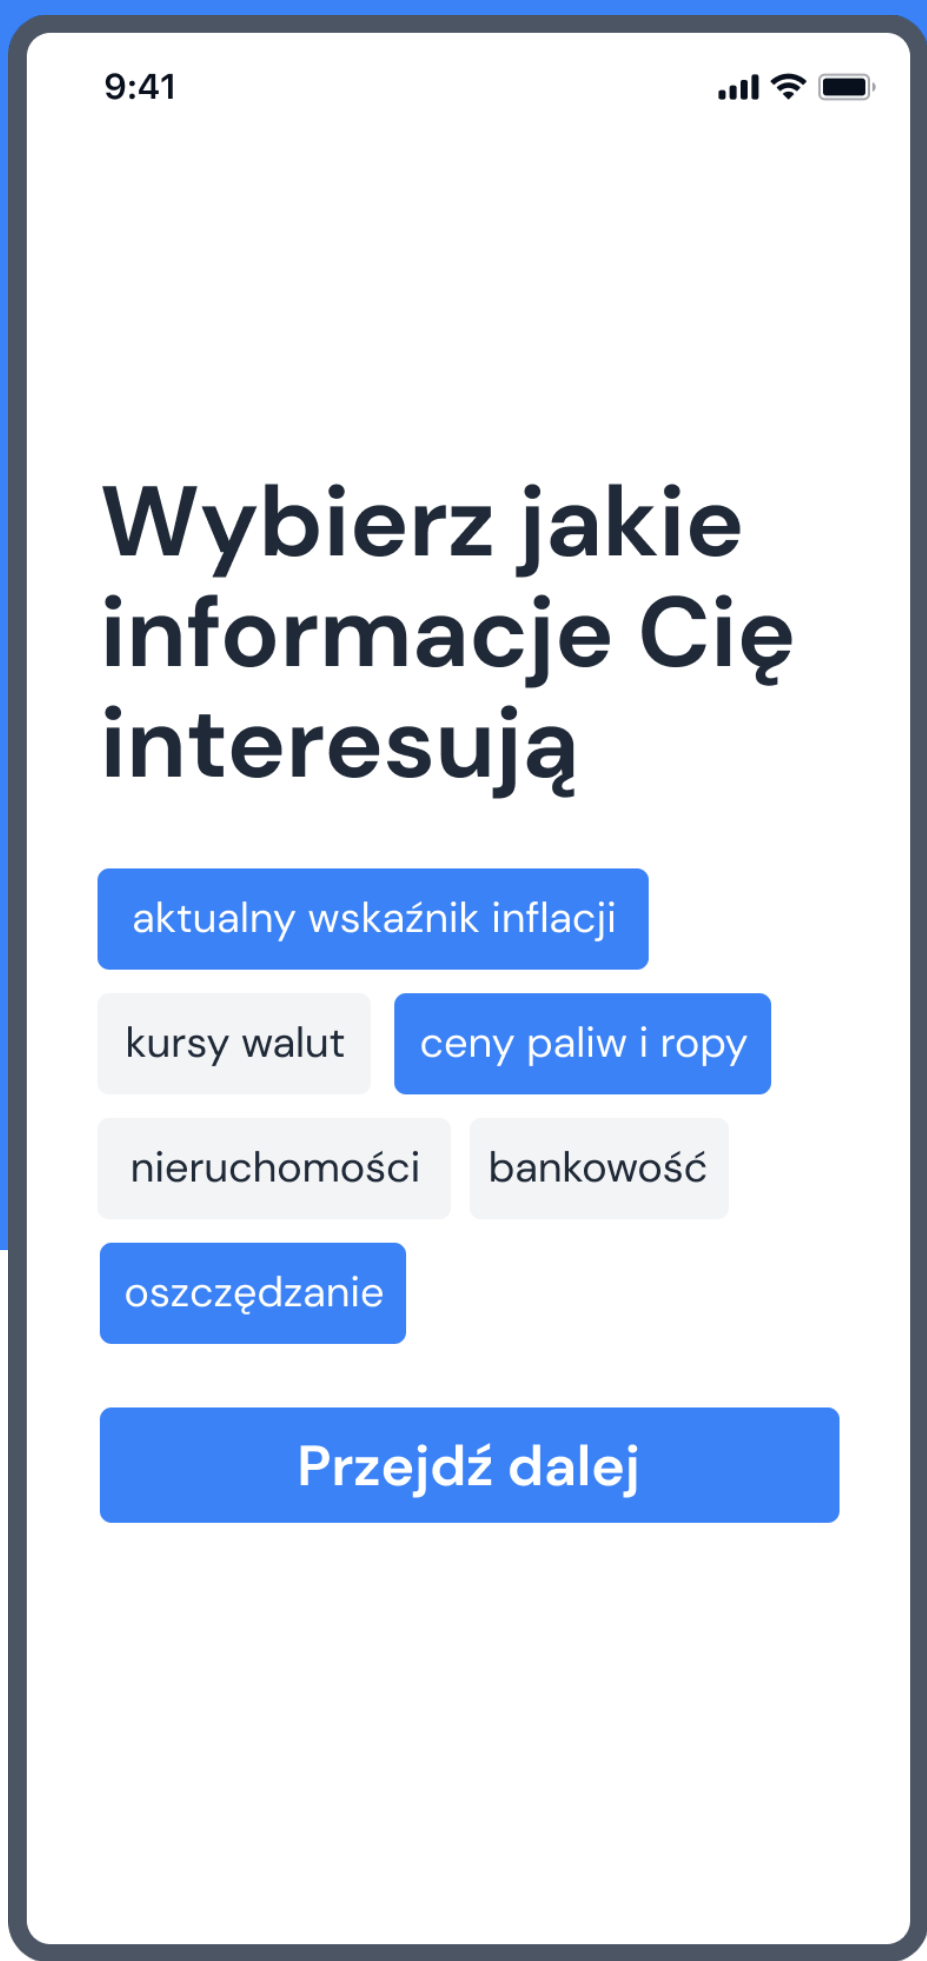 9:41
Wybierz jakie
informacje Cię
interesują
aktualny wskaźnik inflacji
kursy walut
ceny paliw i ropy
nieruchomości
bankowość
oszczędzanie
Przejdź dalej